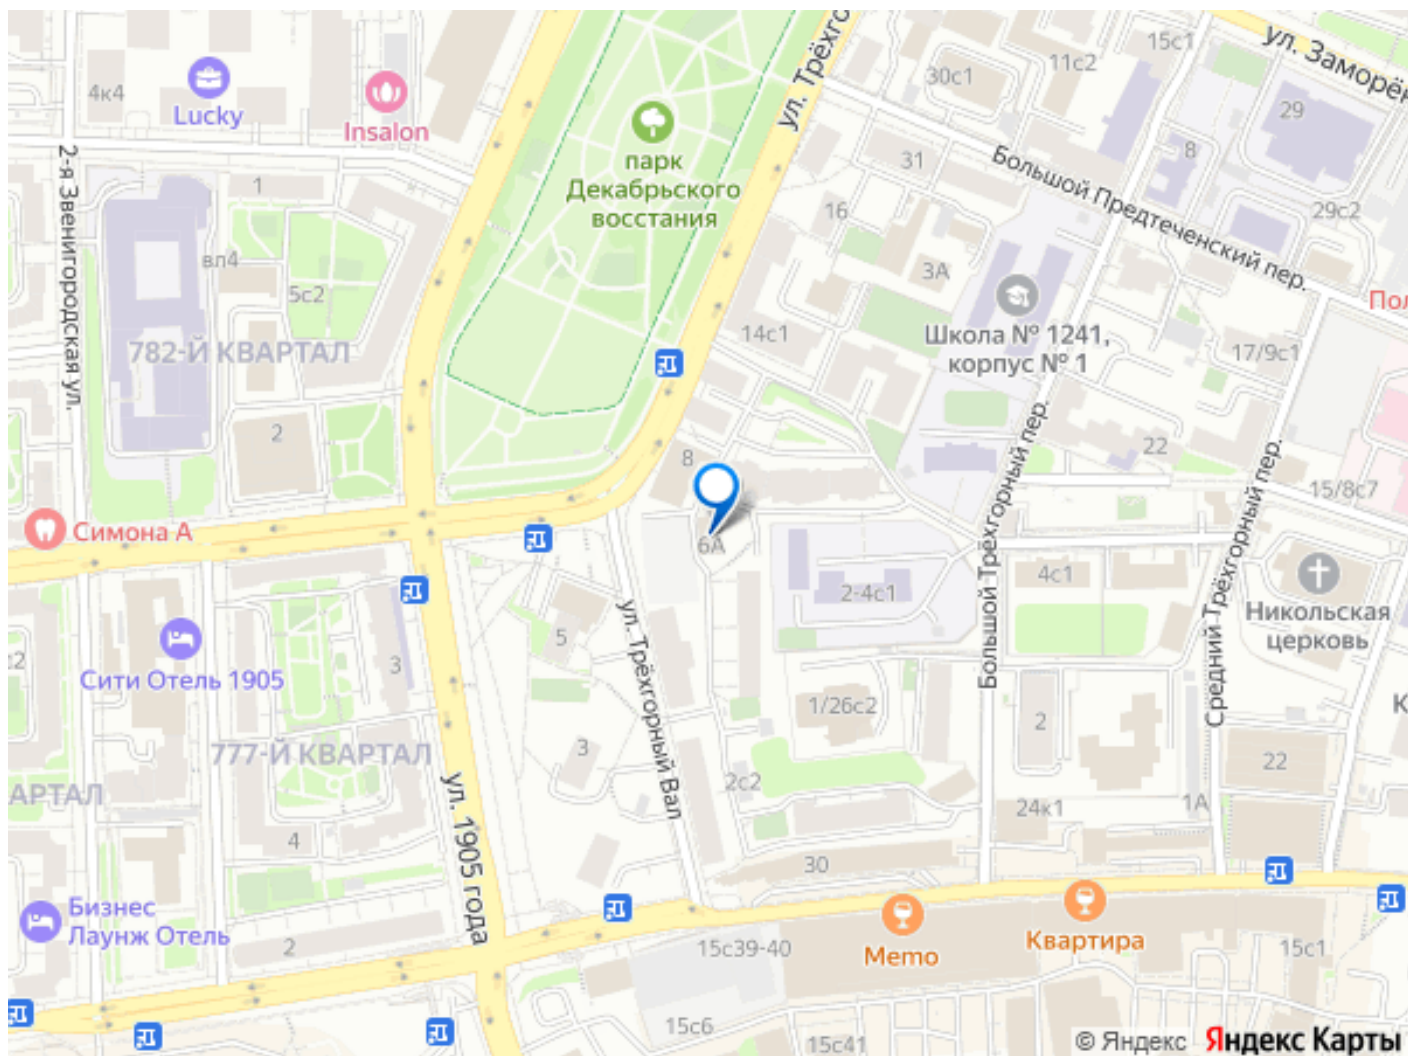 15с1
ул. Заморён
11с2
30с1
ул. Трёхго
4к4
Lucky
Insalon
29
парк
Декабрьского
восстания
31
Большой Предтеченский пер.
8
2-я Звенигородская ул.
1
16
29с2
вл4
3А
5с2
Пол
14с1
Школа № 1241,
корпус № 1
782-Й КВАРТАЛ
17/9с1
2
22
8
15/8с7
Симона А
6А
Большой Трёхгорный пер.
Средний Трёхгорный пер.
4с1
2-4с1
Никольская
церковь
ул. Трёхгорный Вал
5
с2
3
Сити Отель 1905
1/26с2
2
К
3
777-Й КВАРТАЛ
22
АРТАЛ
2с2
1А
24к1
ул. 1905 года
4
30
Бизнес
Лаунж Отель
2
15с39-40
Memo
Квартира
15с1
15с6
15с41
© Яндекс Яндекс Карты